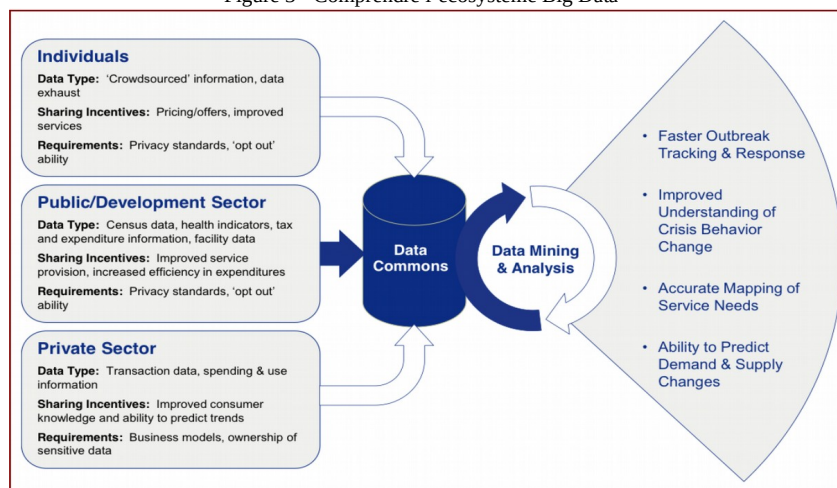 Individuals
Data Type: ‘Crowdsourced’ information, data
exhaust
Sharing Incentives: Pricing/offers, improved
services
Requirements: Privacy standards, ‘opt out’
ability
Public/Development Sector
Data Type: Census data, health indicators, tax
and expenditure information, facility data
Sharing Incentives: Improved service
provision, increased efficiency in expenditures
Requirements: Privacy standards, ‘opt out’
ability
Private Sector
Data Type: Transaction data, spending & use
information
Sharing Incentives: Improved consumer
knowledge and ability to predict trends
Requirements: Business models, ownership of
sensitive data
Data
Commons
Data Mining
& Analysis
• Faster Outbreak
Tracking & Response
• Improved
Understanding of
Crisis Behavior
Change
• Accurate Mapping of
Service Needs
• Ability to Predict
Demand & Supply
Changes